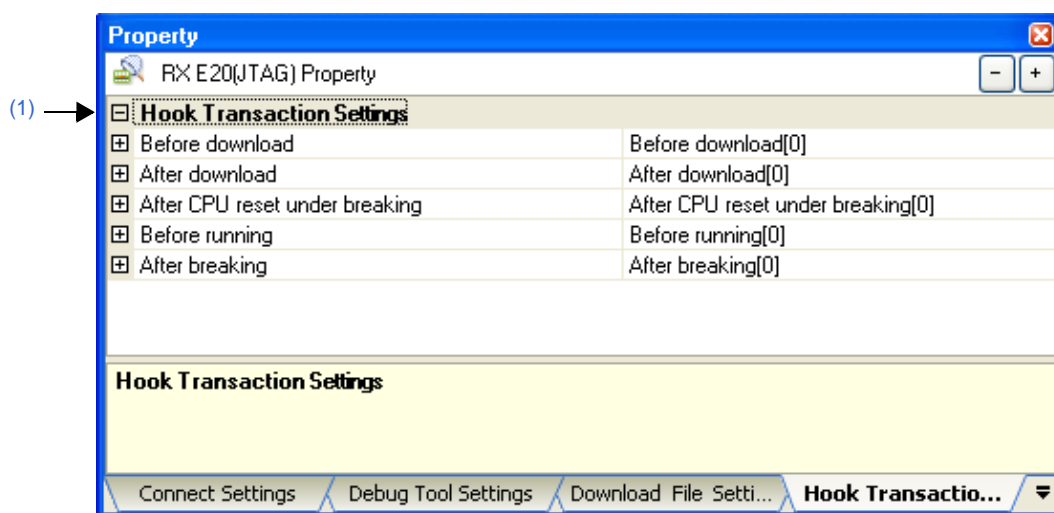 Property
RX E20(JTAG) Property
- +
(1)
Hook Transaction Settings
Before download Before download[0]
After download After download[0]
After CPU reset under breaking After CPU reset under breaking[0]
Before running Before running[0]
After breaking After breaking[0]
Hook Transaction Settings
Connect Settings Debug Tool Settings Download File Setti... Hook Transactio...